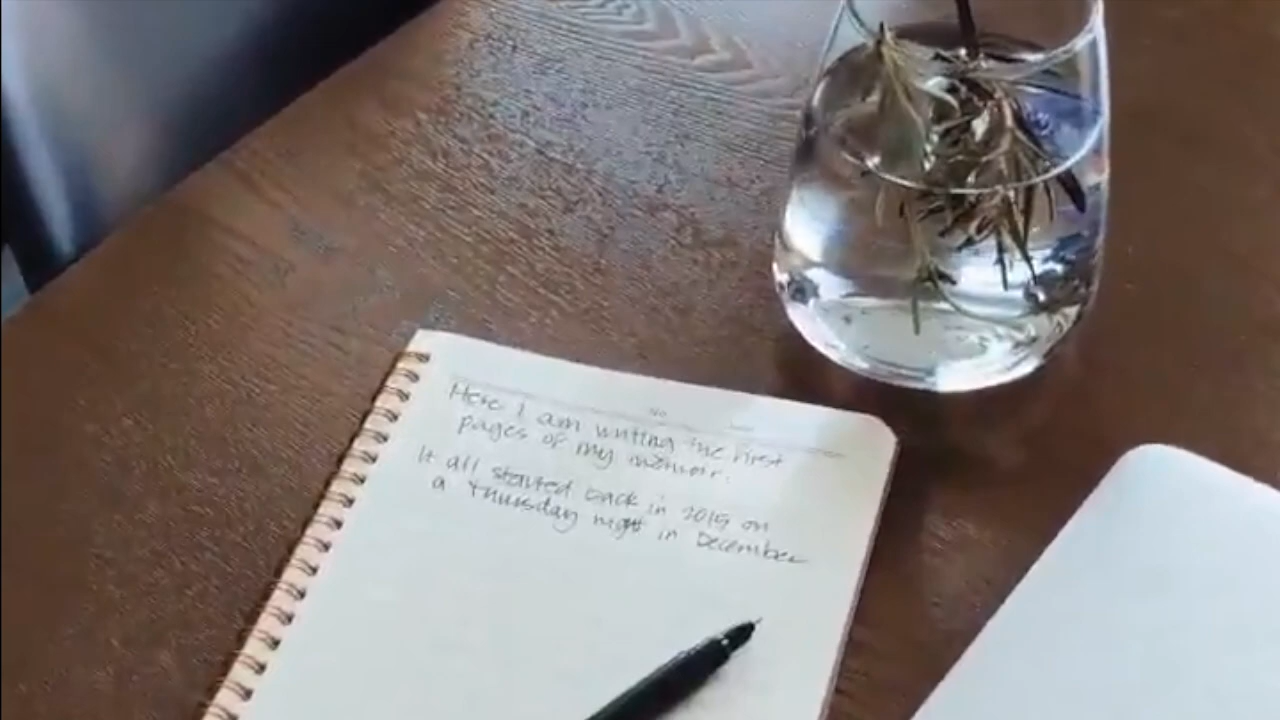 No
Here I am writing the first
pages of my memoir.
It all started back in 2015 on
a Thursday night in December